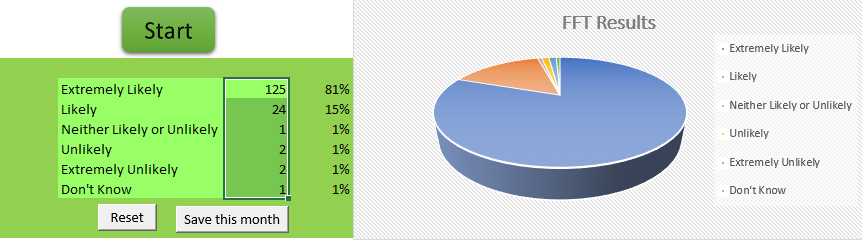 Start
Extremely Likely 125 81%
Likely 24 15%
Neither Likely or Unlikely 1 1%
Unlikely 2 1%
Extremely Unlikely 2 1%
Don't Know 1 1%
Reset Save this month
FFT Results
Extremely Likely
Likely
Neither Likely or Unlikely
Unlikely
Extremely Unlikely
Don't Know